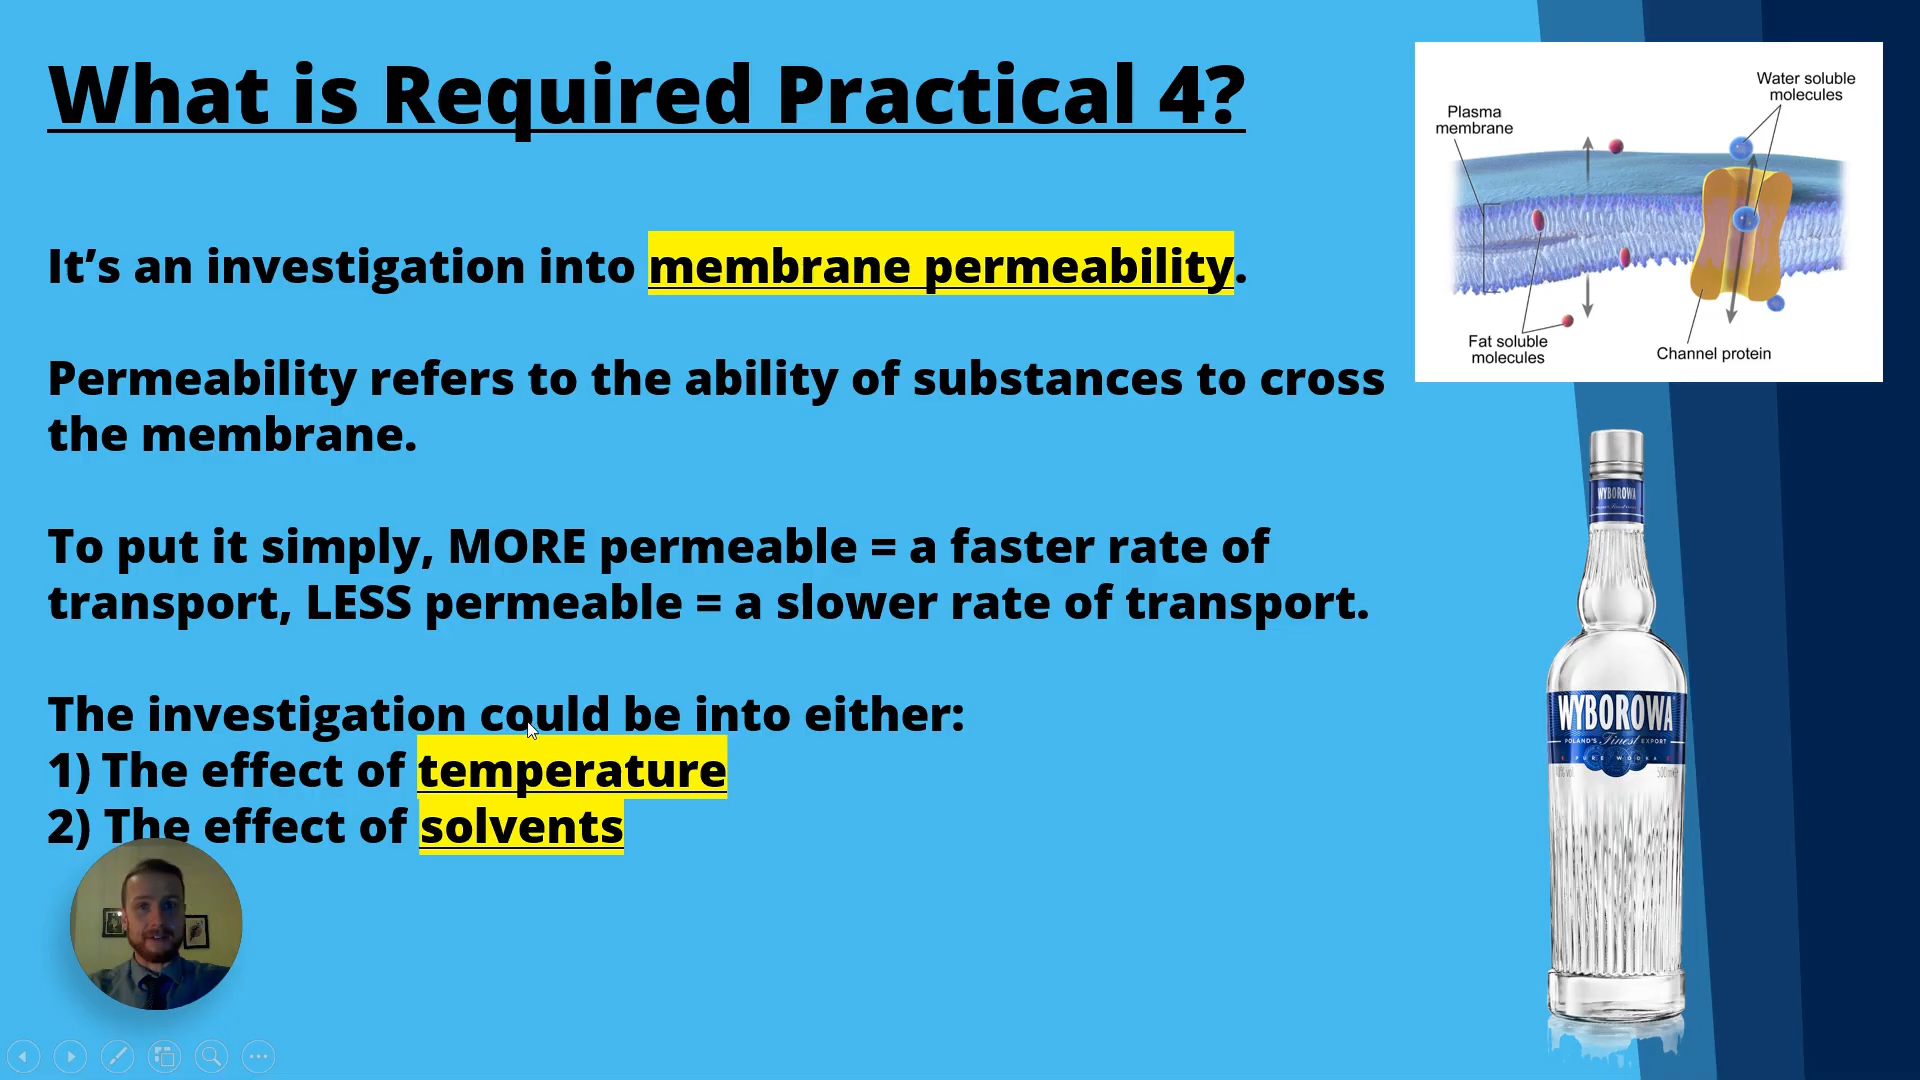 What is Required Practical 4?
It’s an investigation into membrane permeability.
Permeability refers to the ability of substances to cross
the membrane.
To put it simply, MORE permeable = a faster rate of
transport, LESS permeable = a slower rate of transport.
The investigation could be into either:
1) The effect of temperature
2) The effect of solvents
Water soluble
molecules
Plasma
membrane
Fat soluble
molecules
Channel protein
WYBOROWA
WYBOROWA
POLAND'S Finest EXPORT
PURE WODKA